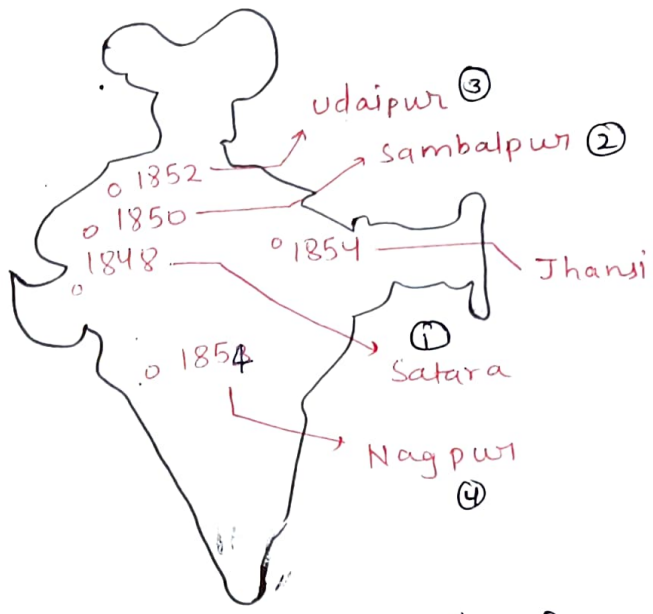 udaipur ③
Sambalpur ②
1852
1850
1854
1848
Jhansi
①
Satara
1854
Nagpur
④